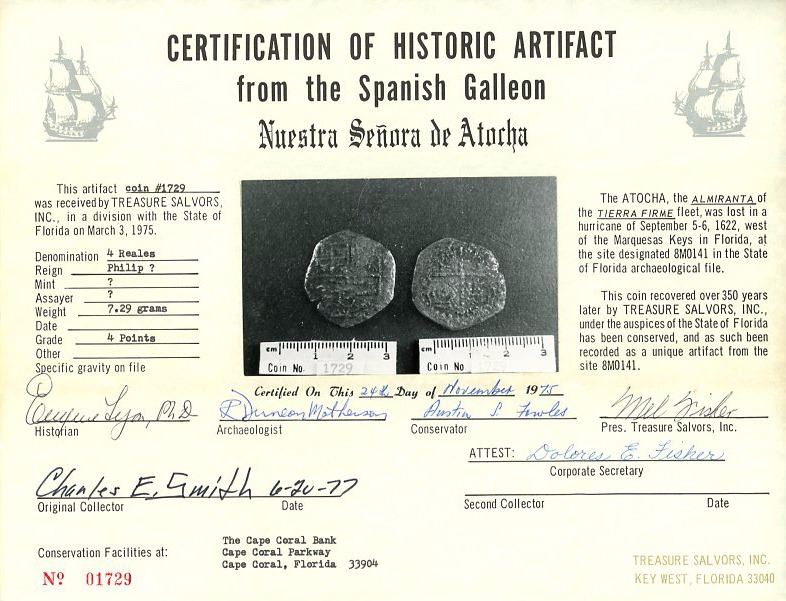 CERTIFICATION OF HISTORIC ARTIFACT
from the Spanish Galleon
Nuestra Señora de Atocha
This artifact coin #1729
was received by TREASURE SALVORS,
INC., in a division with the State of
Florida on March 3, 1975.
Denomination 4 Reales
Reign Philip ?
Mint ?
Assayer ?
Weight 7.29 grams
Date
Grade 4 Points
Other
Specific gravity on file
cm 1 2 3
Coin No. 1729
cm 1 2 3
Coin No
The ATOCHA, the ALMIRANTA of
the TIERRA FIRME fleet, was lost in a
hurricane of September 5-6, 1622, west
of the Marquesas Keys in Florida, at
the site designated 8M0141 in the State
of Florida archaeological file.
This coin recovered over 350 years
later by TREASURE SALVORS, INC.,
under the auspices of the State of Florida
has been conserved, and as such been
recorded as a unique artifact from the
site 8M0141.
Certified On This 24th Day of November 1975
Eugene Lyon, Ph.D
Historian
R Duncan Mathewson
Archaeologist
Austin S. Fowles
Conservator
Mel Fisher
Pres. Treasure Salvors, Inc.
ATTEST: Dolores E. Fisher
Corporate Secretary
Charles E. Smith 6-20-77
Original Collector Date
Second Collector Date
Conservation Facilities at:
The Cape Coral Bank
Cape Coral Parkway
Cape Coral, Florida 33904
Nº 01729
TREASURE SALVORS, INC.
KEY WEST, FLORIDA 33040